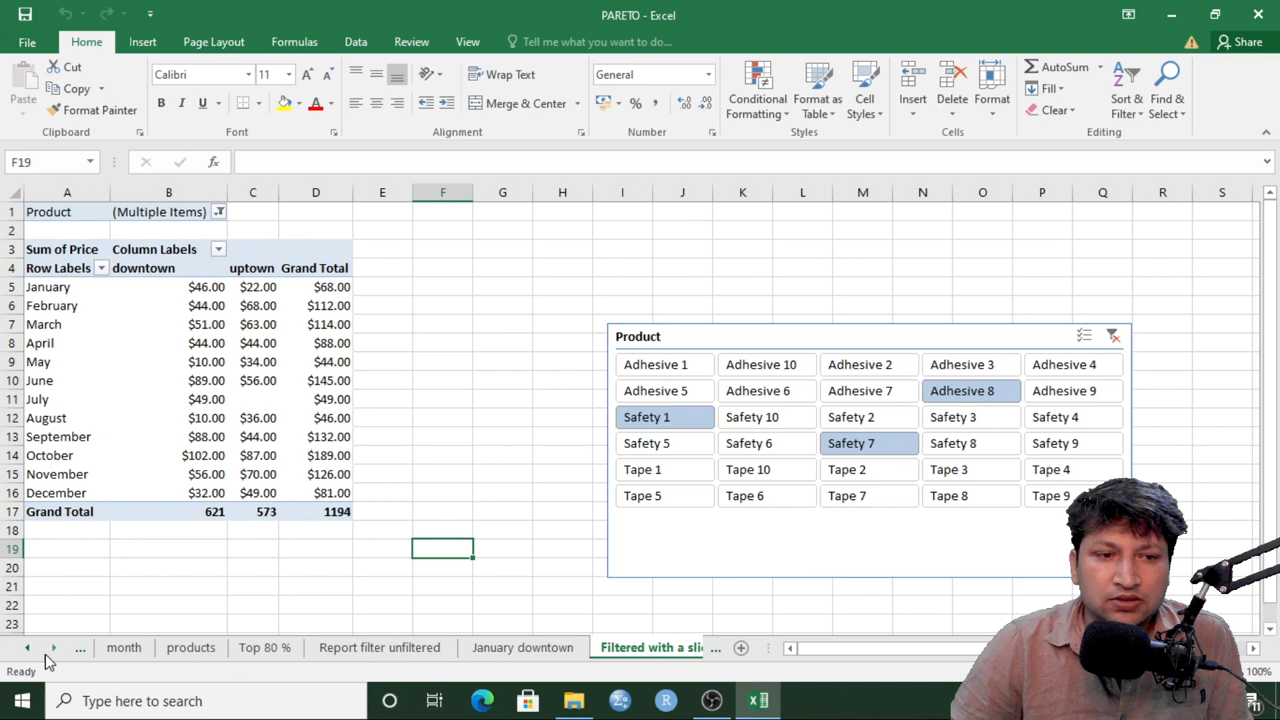 PARETO - Excel
File Home Insert Page Layout Formulas Data Review View Tell me what you want to do... Share
Paste Cut Copy Format Painter Clipboard
Calibri 11 B I U A Font
Wrap Text Merge & Center Alignment
General % , Number
Conditional Formatting Format as Table Cell Styles Styles
Insert Delete Format Cells
AutoSum Fill Clear Sort & Filter Find & Select Editing
F19 fx
A B C D E F G H I J K L M N O P Q R S
1 Product (Multiple Items)
2
3 Sum of Price Column Labels
4 Row Labels downtown uptown Grand Total
5 January $46.00 $22.00 $68.00
6 February $44.00 $68.00 $112.00
7 March $51.00 $63.00 $114.00
8 April $44.00 $44.00 $88.00
9 May $10.00 $34.00 $44.00
10 June $89.00 $56.00 $145.00
11 July $49.00 $49.00
12 August $10.00 $36.00 $46.00
13 September $88.00 $44.00 $132.00
14 October $102.00 $87.00 $189.00
15 November $56.00 $70.00 $126.00
16 December $32.00 $49.00 $81.00
17 Grand Total 621 573 1194
18
19
20
21
22
23
Product
Adhesive 1 Adhesive 10 Adhesive 2 Adhesive 3 Adhesive 4
Adhesive 5 Adhesive 6 Adhesive 7 Adhesive 8 Adhesive 9
Safety 1 Safety 10 Safety 2 Safety 3 Safety 4
Safety 5 Safety 6 Safety 7 Safety 8 Safety 9
Tape 1 Tape 10 Tape 2 Tape 3 Tape 4
Tape 5 Tape 6 Tape 7 Tape 8 Tape 9
... month products Top 80 % Report filter unfiltered January downtown Filtered with a slic ...
Ready 100%
Type here to search